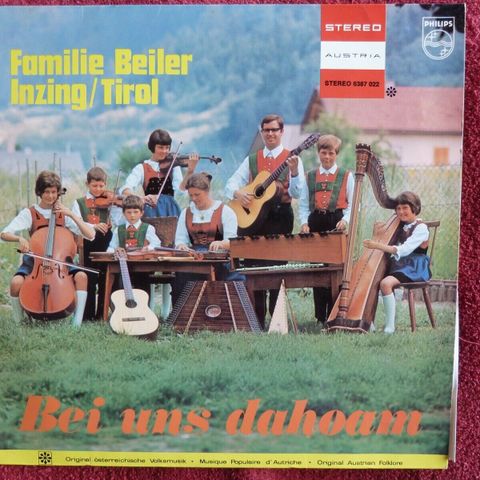 Familie Beiler
Inzing/Tirol
STEREO
AUSTRIA
STEREO 6387 022
PHILIPS
Bei uns dahoam
Original österreichische Volksmusik • Musique Populaire d'Autriche • Original Austrian Folklore